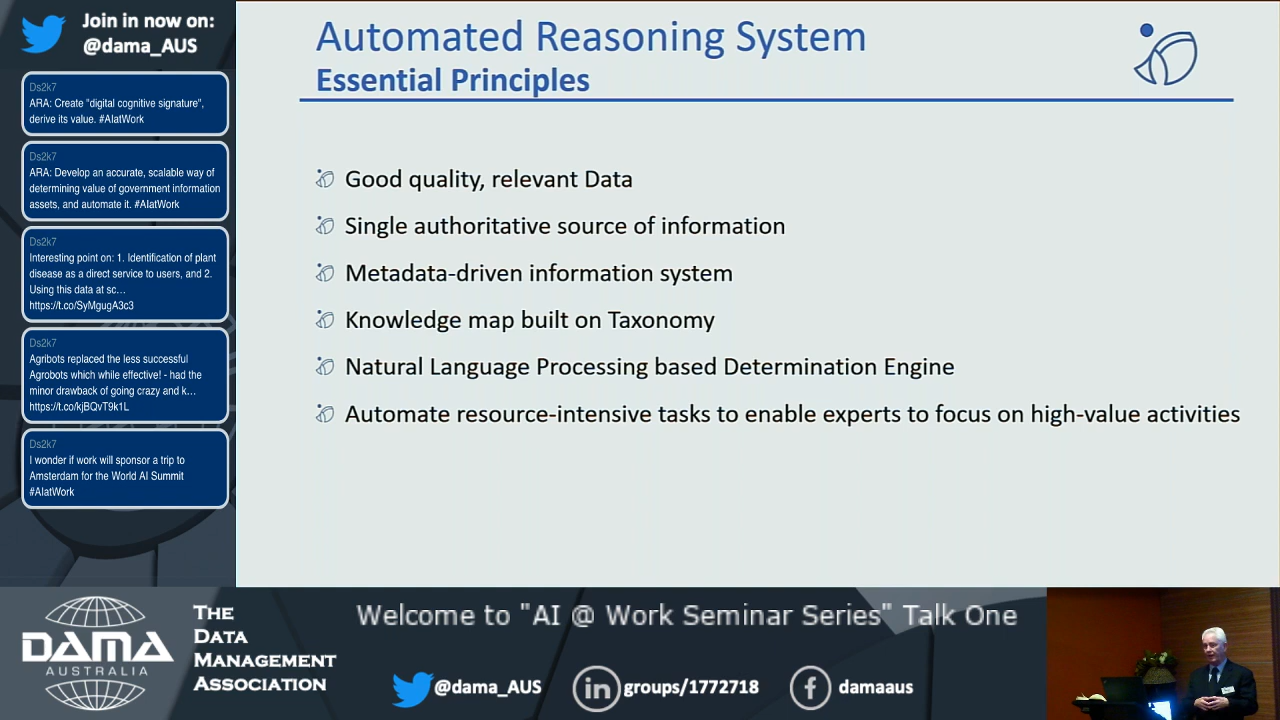 Join in now on:
@dama_AUS
Ds2k7
ARA: Create "digital cognitive signature",
derive its value. #AIatWork
Ds2k7
ARA: Develop an accurate, scalable way of
determining value of government information
assets, and automate it. #AIatWork
Ds2k7
Interesting point on: 1. Identification of plant
disease as a direct service to users, and 2.
Using this data at sc…
https://t.co/SyMgugA3c3
Ds2k7
Agribots replaced the less successful
Agrobots which while effective! - had the
minor drawback of going crazy and k…
https://t.co/kjBQvT9k1L
Ds2k7
I wonder if work will sponsor a trip to
Amsterdam for the World AI Summit
#AIatWork
Automated Reasoning System
Essential Principles
Good quality, relevant Data
Single authoritative source of information
Metadata-driven information system
Knowledge map built on Taxonomy
Natural Language Processing based Determination Engine
Automate resource-intensive tasks to enable experts to focus on high-value activities
DAMA
AUSTRALIA
THE
DATA
MANAGEMENT
ASSOCIATION
Welcome to "AI @ Work Seminar Series" Talk One
@dama_AUS
in groups/1772718
f damaaus